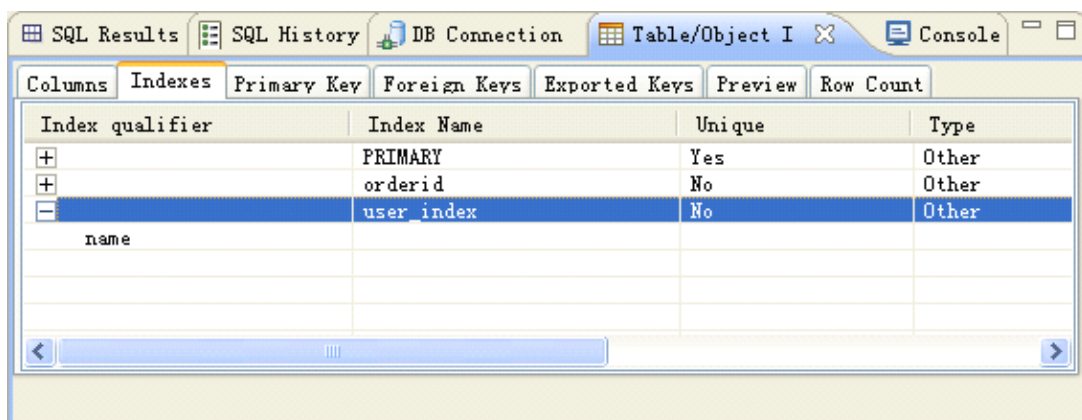 SQL Results SQL History DB Connection Table/Object I Console
Columns Indexes Primary Key Foreign Keys Exported Keys Preview Row Count
Index qualifier Index Name Unique Type
PRIMARY Yes Other
orderid No Other
user_index No Other
name